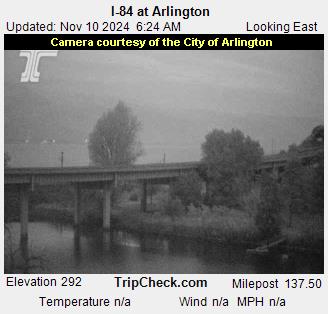 I-84 at Arlington
Updated: Nov 10 2024 6:24 AM Looking East
Camera courtesy of the City of Arlington
Elevation 292 TripCheck.com Milepost 137.50
Temperature n/a Wind n/a MPH n/a